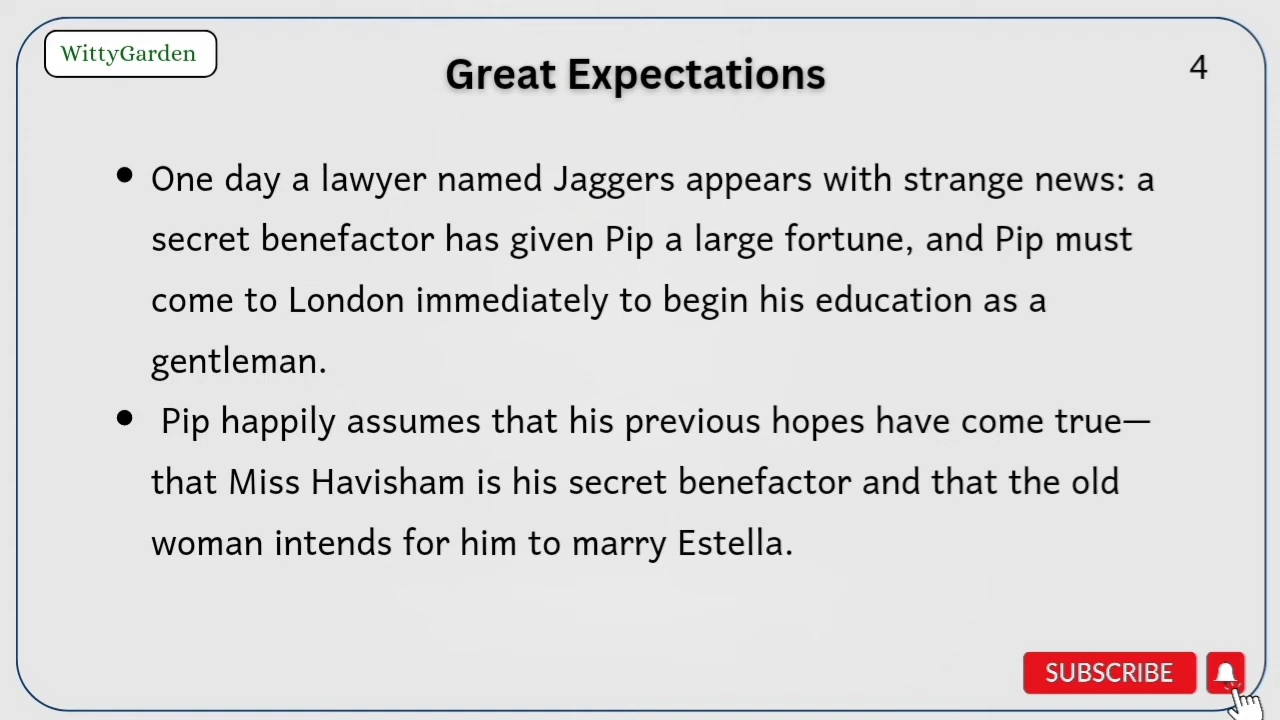 WittyGarden
Great Expectations
4
• One day a lawyer named Jaggers appears with strange news: a
secret benefactor has given Pip a large fortune, and Pip must
come to London immediately to begin his education as a
gentleman.
• Pip happily assumes that his previous hopes have come true—
that Miss Havisham is his secret benefactor and that the old
woman intends for him to marry Estella.
SUBSCRIBE